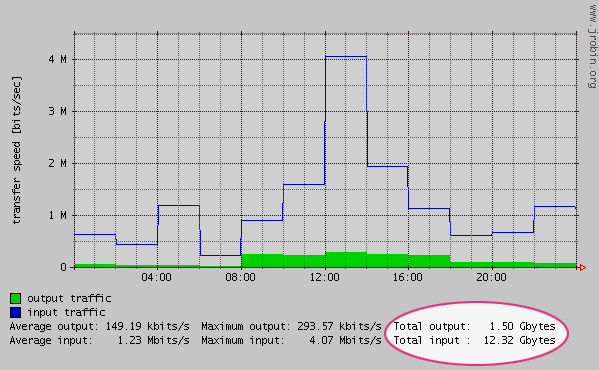 www.jrobin.org
transfer speed [bits/sec]
4 M
3 M
2 M
1 M
0
04:00 08:00 12:00 16:00 20:00
output traffic
input traffic
Average output: 149.19 kbits/s Maximum output: 293.57 kbits/s Total output: 1.50 Gbytes
Average input: 1.23 Mbits/s Maximum input: 4.07 Mbits/s Total input : 12.32 Gbytes